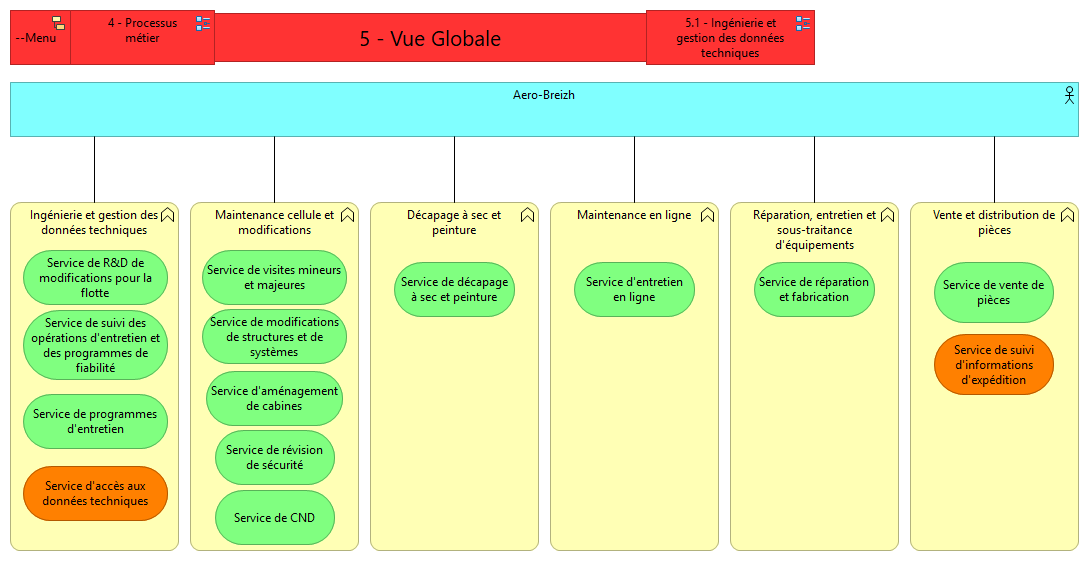 --Menu
4 - Processus
métier
5 - Vue Globale
5.1 - Ingénierie et
gestion des données
techniques
Aero-Breizh
Ingénierie et gestion des
données techniques
Service de R&D de
modifications pour la
flotte
Service de suivi des
opérations d'entretien et
des programmes de
fiabilité
Service de programmes
d'entretien
Service d'accès aux
données techniques
Maintenance cellule et
modifications
Service de visites mineurs
et majeures
Service de modifications
de structures et de
systèmes
Service d'aménagement
de cabines
Service de révision
de sécurité
Service de CND
Décapage à sec et
peinture
Service de décapage
à sec et peinture
Maintenance en ligne
Service d'entretien
en ligne
Réparation, entretien et
sous-traitance
d'équipements
Service de réparation
et fabrication
Vente et distribution de
pièces
Service de vente de
pièces
Service de suivi
d'informations
d'expédition